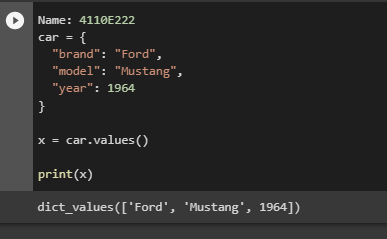 Name: 4110E222
car = {
  "brand": "Ford",
  "model": "Mustang",
  "year": 1964
}

x = car.values()

print(x)

dict_values(['Ford', 'Mustang', 1964])